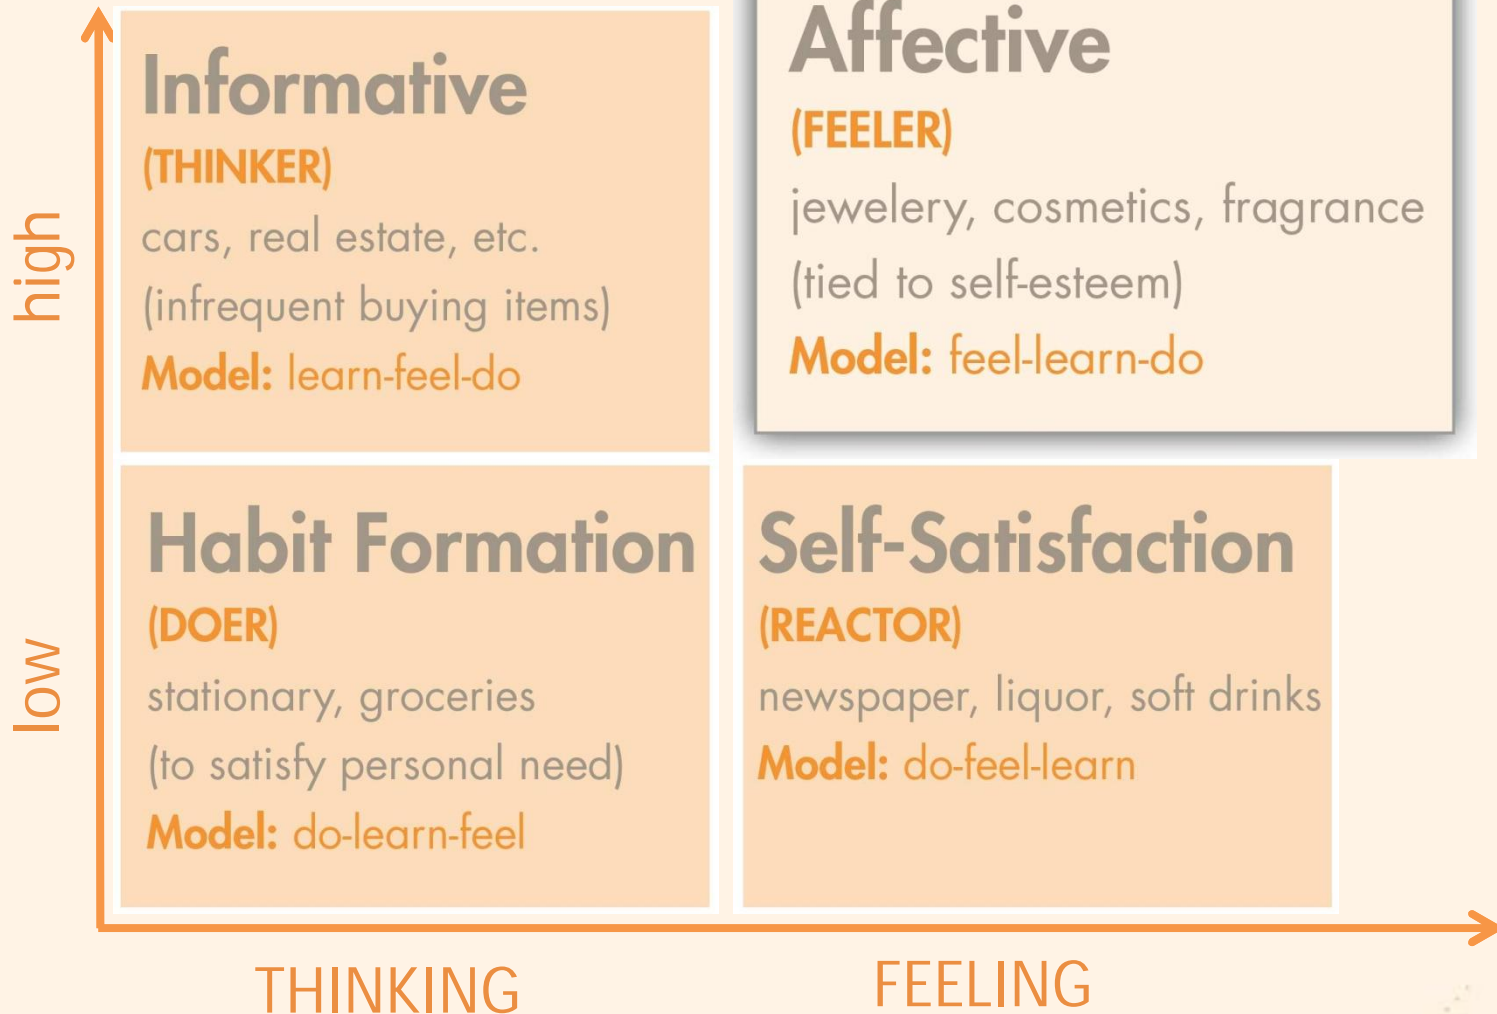 high
Informative
(THINKER)
cars, real estate, etc.
(infrequent buying items)
Model: learn-feel-do
Affective
(FEELER)
jewelery, cosmetics, fragrance
(tied to self-esteem)
Model: feel-learn-do
low
Habit Formation
(DOER)
stationary, groceries
(to satisfy personal need)
Model: do-learn-feel
Self-Satisfaction
(REACTOR)
newspaper, liquor, soft drinks
Model: do-feel-learn
THINKING
FEELING